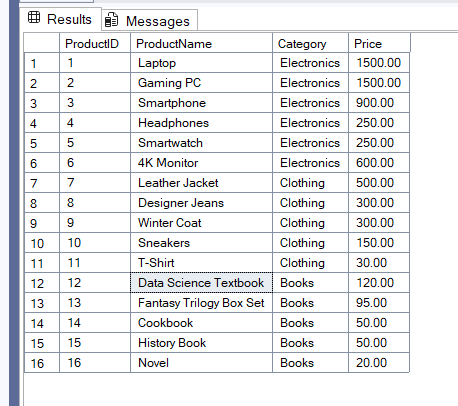 Results Messages
ProductID ProductName Category Price
1 1 Laptop Electronics 1500.00
2 2 Gaming PC Electronics 1500.00
3 3 Smartphone Electronics 900.00
4 4 Headphones Electronics 250.00
5 5 Smartwatch Electronics 250.00
6 6 4K Monitor Electronics 600.00
7 7 Leather Jacket Clothing 500.00
8 8 Designer Jeans Clothing 300.00
9 9 Winter Coat Clothing 300.00
10 10 Sneakers Clothing 150.00
11 11 T-Shirt Clothing 30.00
12 12 Data Science Textbook Books 120.00
13 13 Fantasy Trilogy Box Set Books 95.00
14 14 Cookbook Books 50.00
15 15 History Book Books 50.00
16 16 Novel Books 20.00